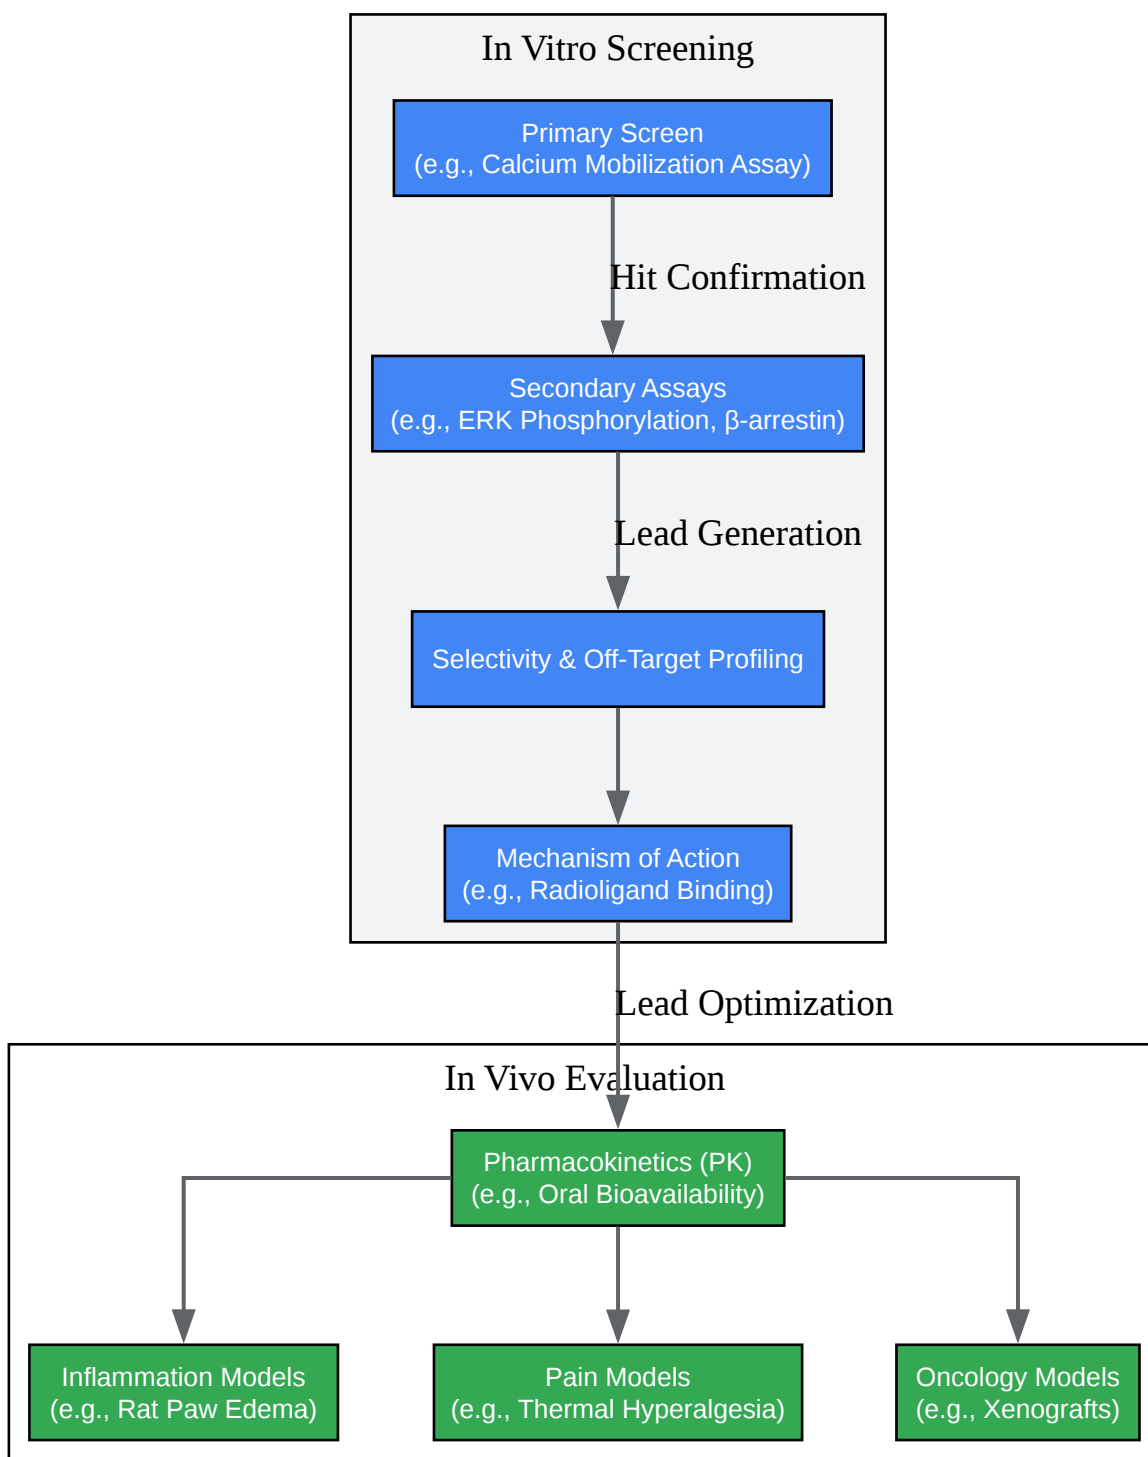 In Vitro Screening
Primary Screen
(e.g., Calcium Mobilization Assay)
Hit Confirmation
Secondary Assays
(e.g., ERK Phosphorylation, β-arrestin)
Lead Generation
Selectivity & Off-Target Profiling
Mechanism of Action
(e.g., Radioligand Binding)
Lead Optimization
In Vivo Evaluation
Pharmacokinetics (PK)
(e.g., Oral Bioavailability)
Inflammation Models
(e.g., Rat Paw Edema)
Pain Models
(e.g., Thermal Hyperalgesia)
Oncology Models
(e.g., Xenografts)